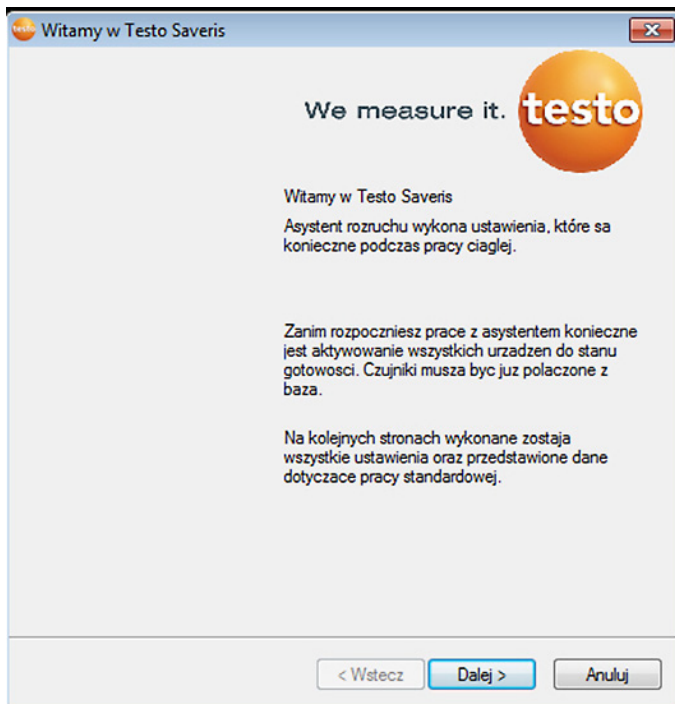 Witamy w Testo Saveris
We measure it. testo
Witamy w Testo Saveris
Asystent rozruchu wykona ustawienia, które sa
konieczne podczas pracy ciaglej.
Zanim rozpoczniesz prace z asystentem konieczne
jest aktywowanie wszystkich urzadzen do stanu
gotowosci. Czujniki musza byc juz polaczone z
baza.
Na kolejnych stronach wykonane zostaja
wszystkie ustawienia oraz przedstawione dane
dotyczace pracy standardowej.
< Wstecz Dalej > Anuluj